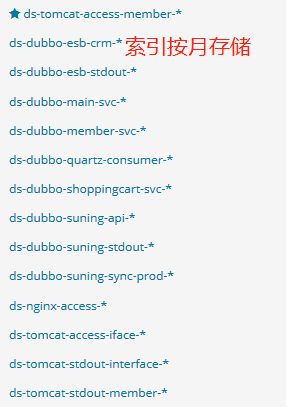 ds-tomcat-access-member-*
ds-dubbo-esb-crm-* 索引按月存储
ds-dubbo-esb-stdout-*
ds-dubbo-main-svc-*
ds-dubbo-member-svc-*
ds-dubbo-quartz-consumer-*
ds-dubbo-shoppingcart-svc-*
ds-dubbo-suning-api-*
ds-dubbo-suning-stdout-*
ds-dubbo-suning-sync-prod-*
ds-nginx-access-*
ds-tomcat-access-iface-*
ds-tomcat-stdout-interface-*
ds-tomcat-stdout-member-*